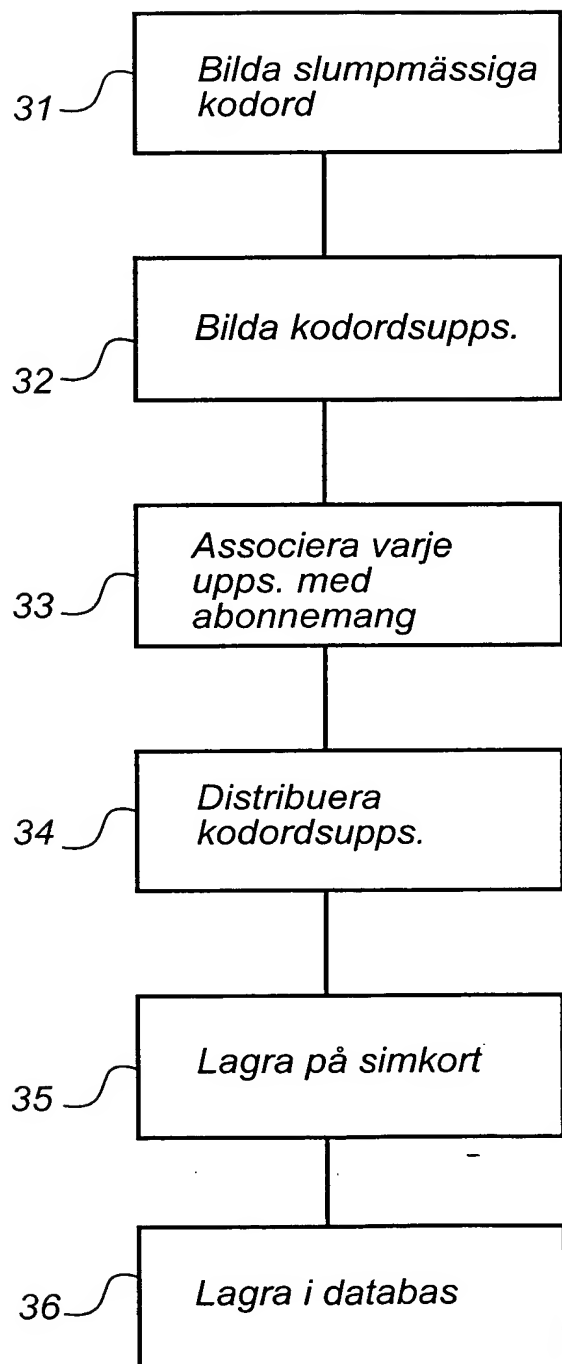 31
Bilda slumpmässiga
kodord
32
Bilda kodordsupps.
33
Associera varje
upps. med
abonnemang
34
Distribuera
kodordsupps.
35
Lagra på simkort
36
Lagra i databas